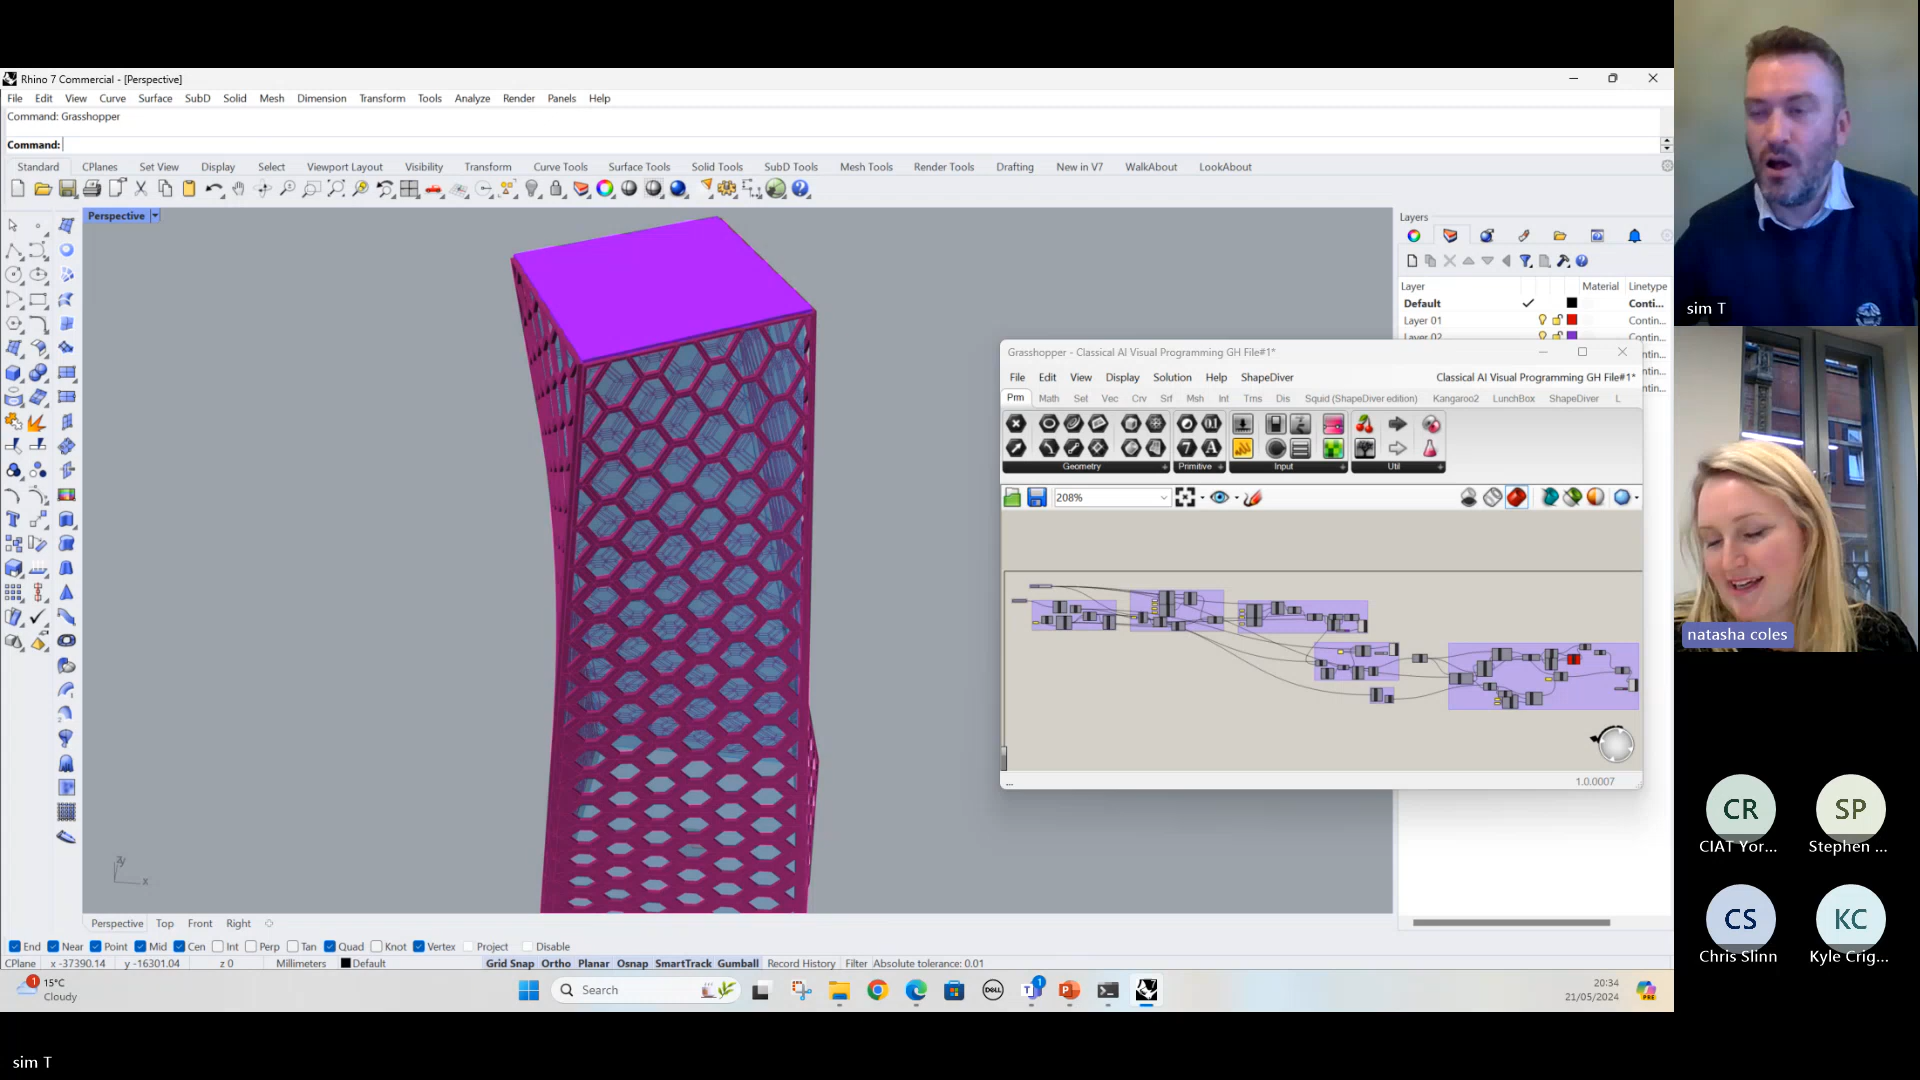 Rhino 7 Commercial - [Perspective]
File Edit View Curve Surface SubD Solid Mesh Dimension Transform Tools Analyze Render Panels Help
Command: Grasshopper
Command:
Standard CPlanes Set View Display Select Viewport Layout Visibility Transform Curve Tools Surface Tools Solid Tools SubD Tools Mesh Tools Render Tools Drafting New in V7 WalkAbout LookAbout
Perspective
Layers
Layer Material Linetype
Default Conti...
Layer 01 Contin...
Layer 02 Contin...
Grasshopper - Classical AI Visual Programming GH File#1*
File Edit View Display Solution Help ShapeDiver Classical AI Visual Programming GH File#1*
Prm Math Set Vec Crv Srf Msh Int Trns Dis Squid (ShapeDiver edition) Kangaroo2 LunchBox ShapeDiver L
Geometry Primitive Input Util
208%
...
1.0.0007
zy
x
Perspective Top Front Right
End Near Point Mid Cen Int Perp Tan Quad Knot Vertex Project Disable
CPlane x -37390.14 y -16301.04 z 0 Millimeters Default Grid Snap Ortho Planar Osnap SmartTrack Gumball Record History Filter Absolute tolerance: 0.01
1
15°C
Cloudy
Search
DELL
1
20:34
21/05/2024
PRE
sim T
sim T
natasha coles
CR
CIAT Yor...
SP
Stephen ...
CS
Chris Slinn
KC
Kyle Crig...